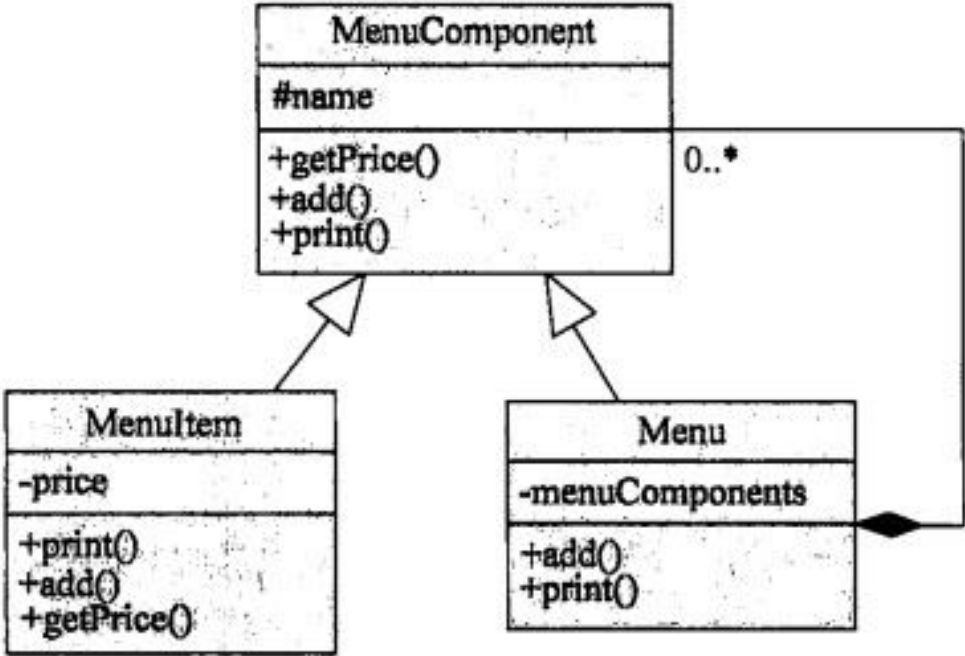 MenuComponent
#name
+getPrice()
+add()
+print()
0..*
MenuItem
-price
+print()
+add()
+getPrice()
Menu
-menuComponents
+add()
+print()